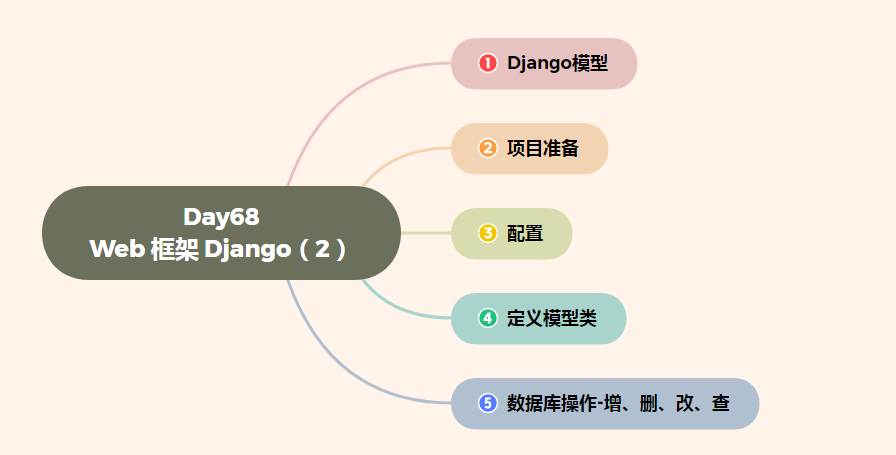 Day68
Web 框架 Django（2）
1 Django模型
2 项目准备
3 配置
4 定义模型类
5 数据库操作-增、删、改、查